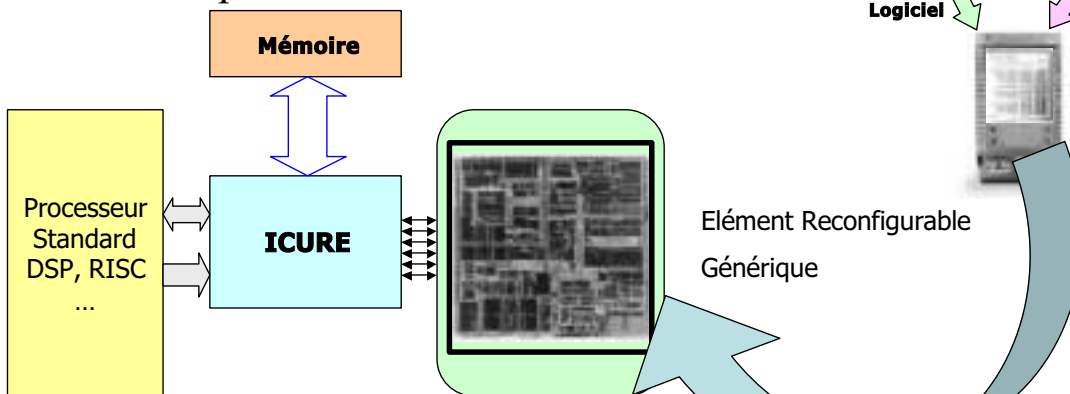 Logiciel
Mémoire
Processeur
Standard
DSP, RISC
…
ICURE
Elément Reconfigurable
Générique